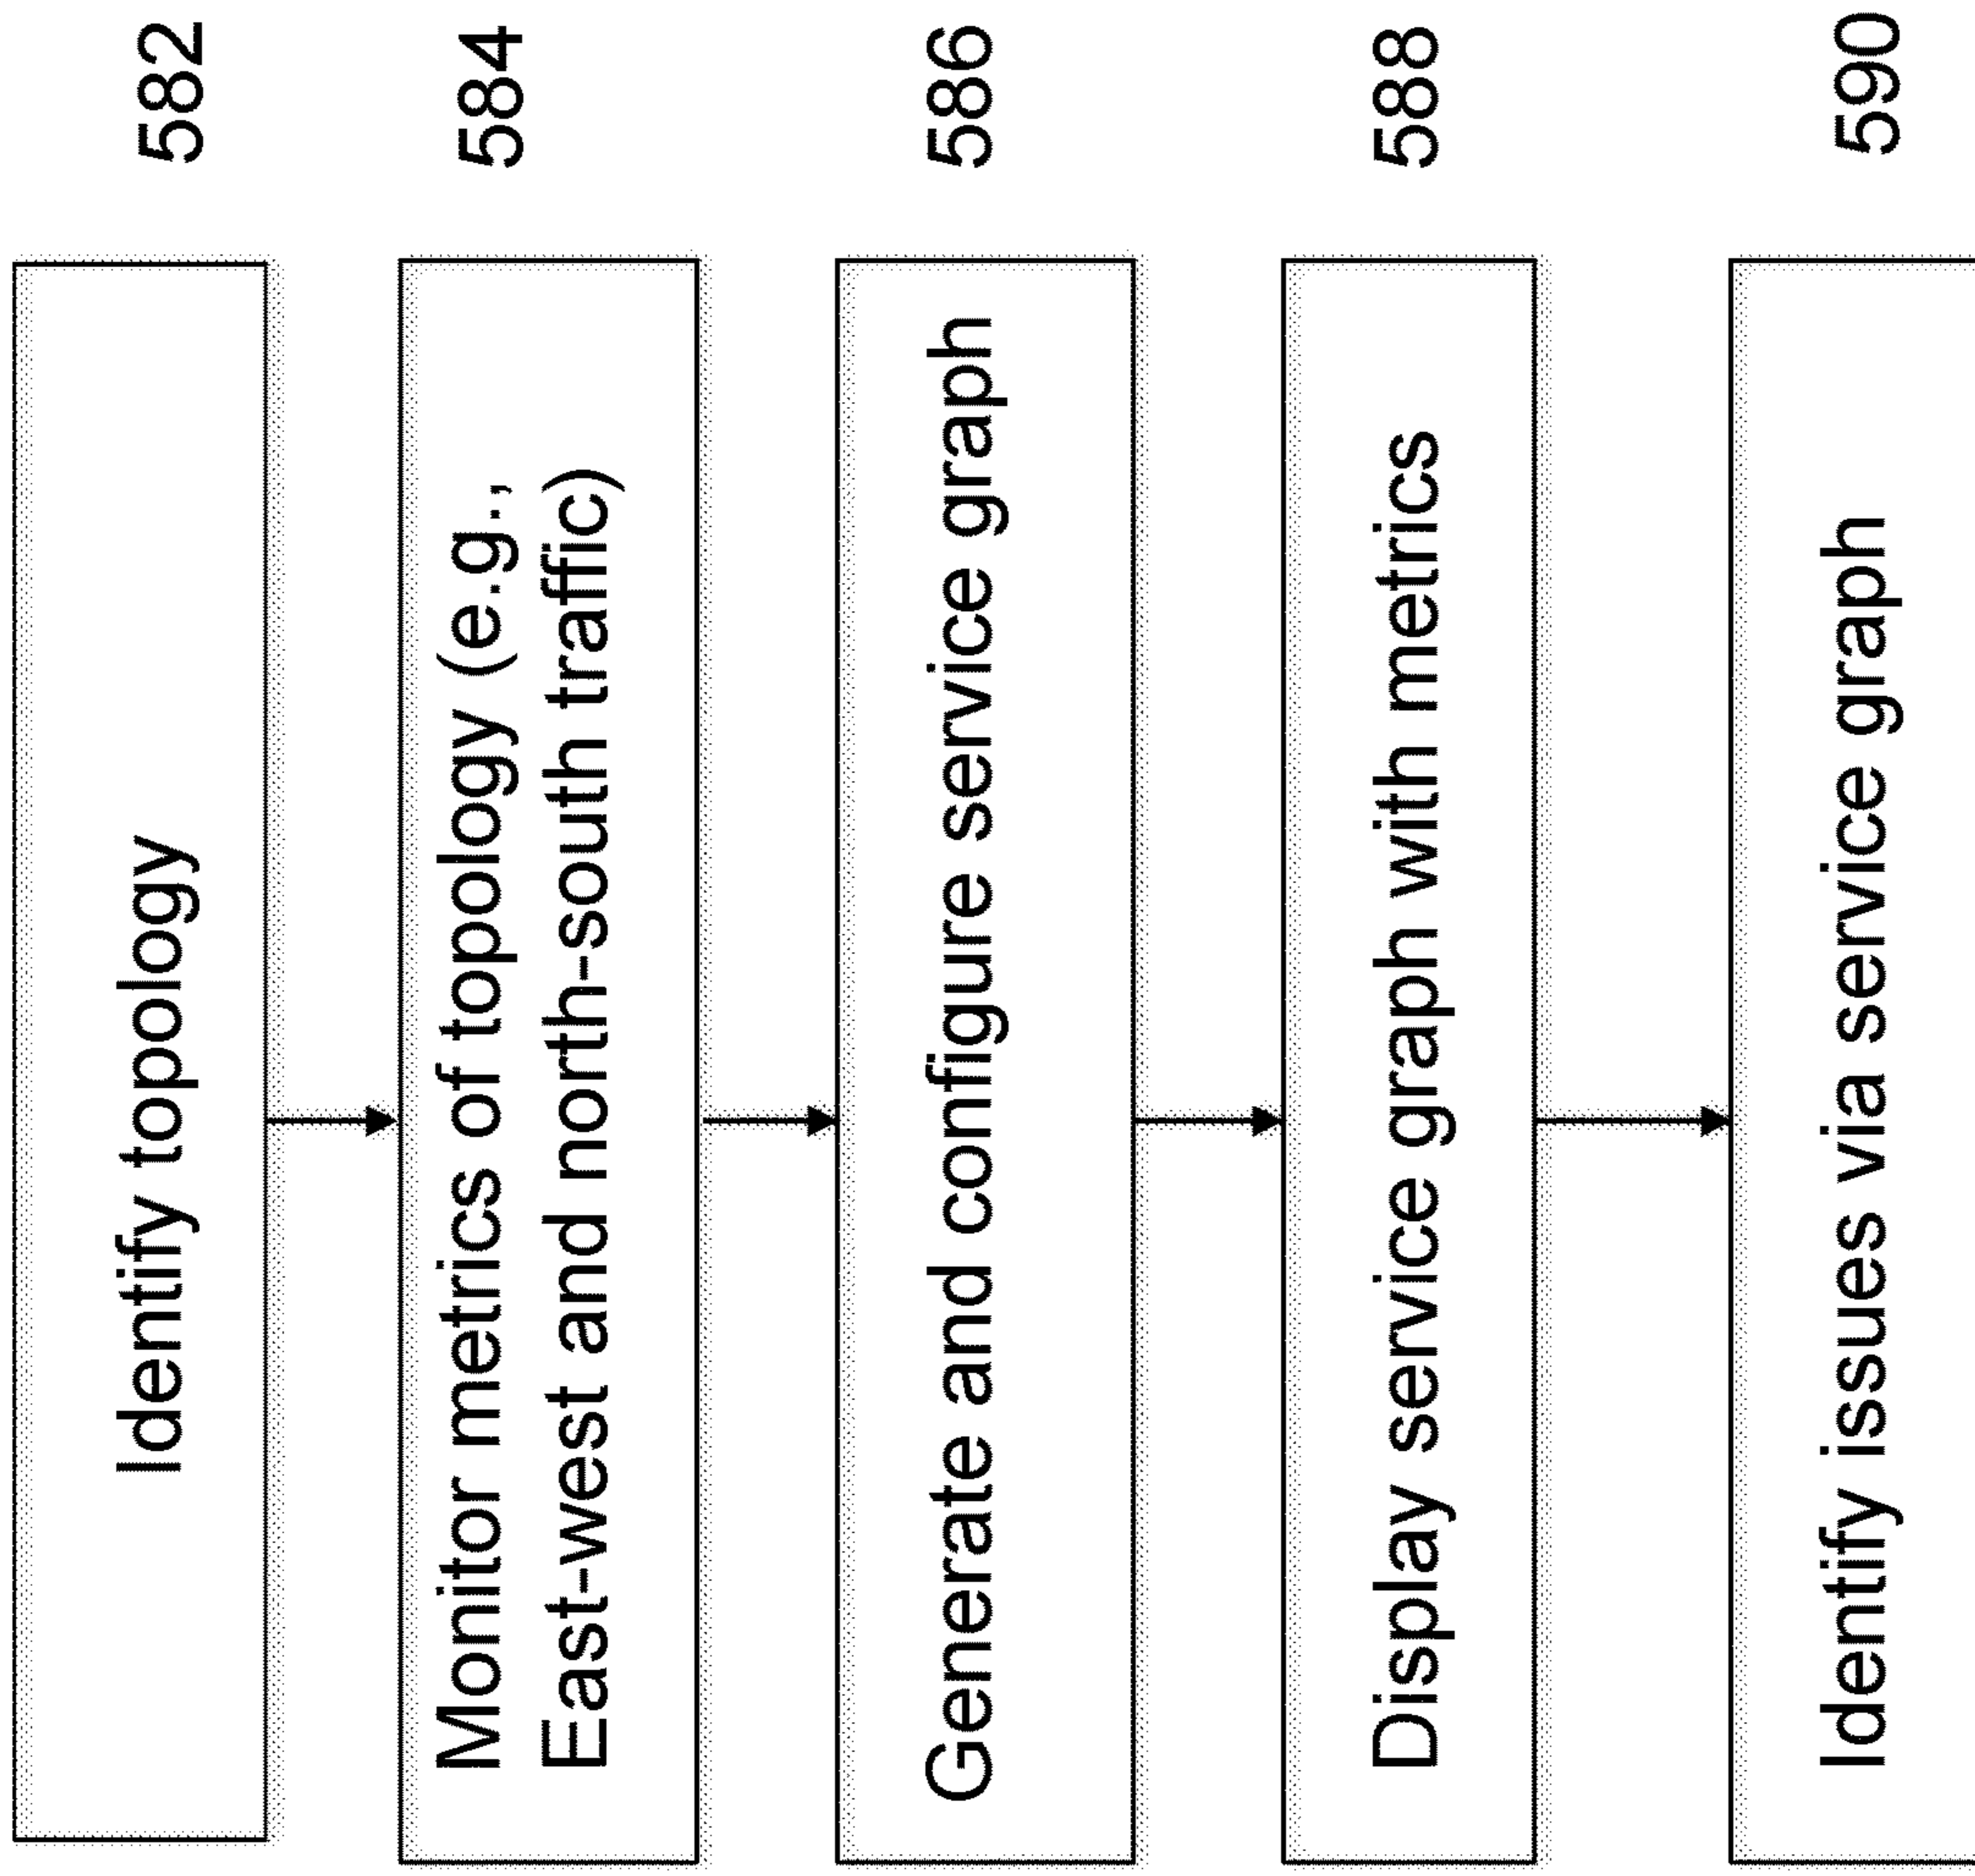 Identify topology
582
Monitor metrics of topology (e.g.,
East-west and north-south traffic)
584
Generate and configure service graph
586
Display service graph with metrics
588
Identify issues via service graph
590